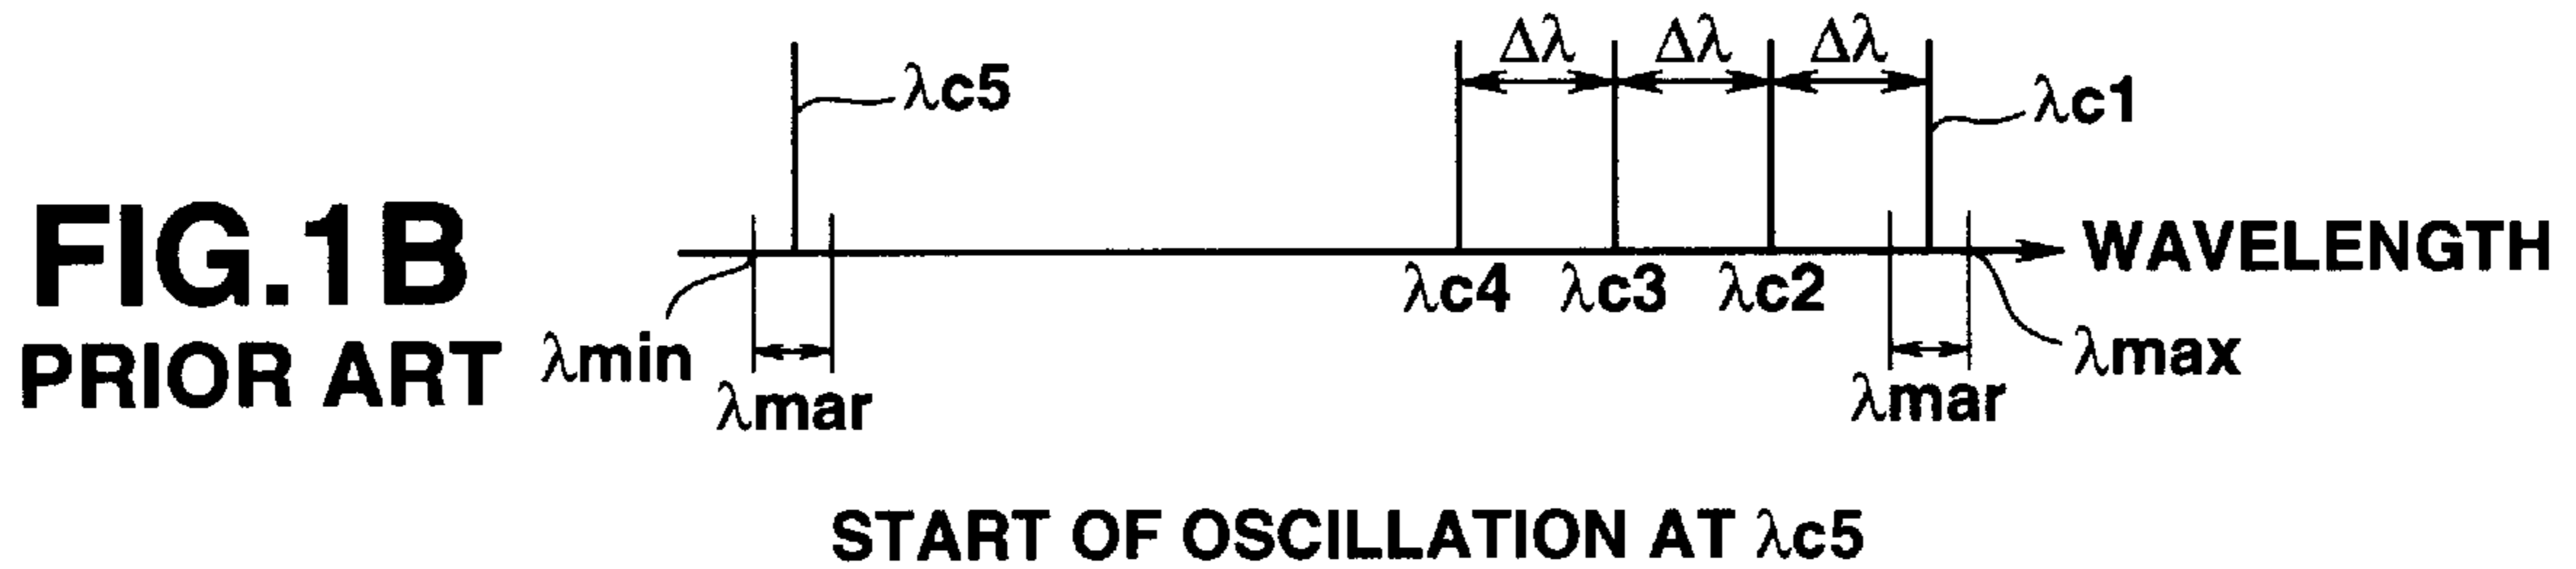 Δλ Δλ Δλ
λc5
λc1
FIG.1B
WAVELENGTH
λc4 λc3 λc2
PRIOR ART
λmin
λmax
λmar
λmar
START OF OSCILLATION AT λc5